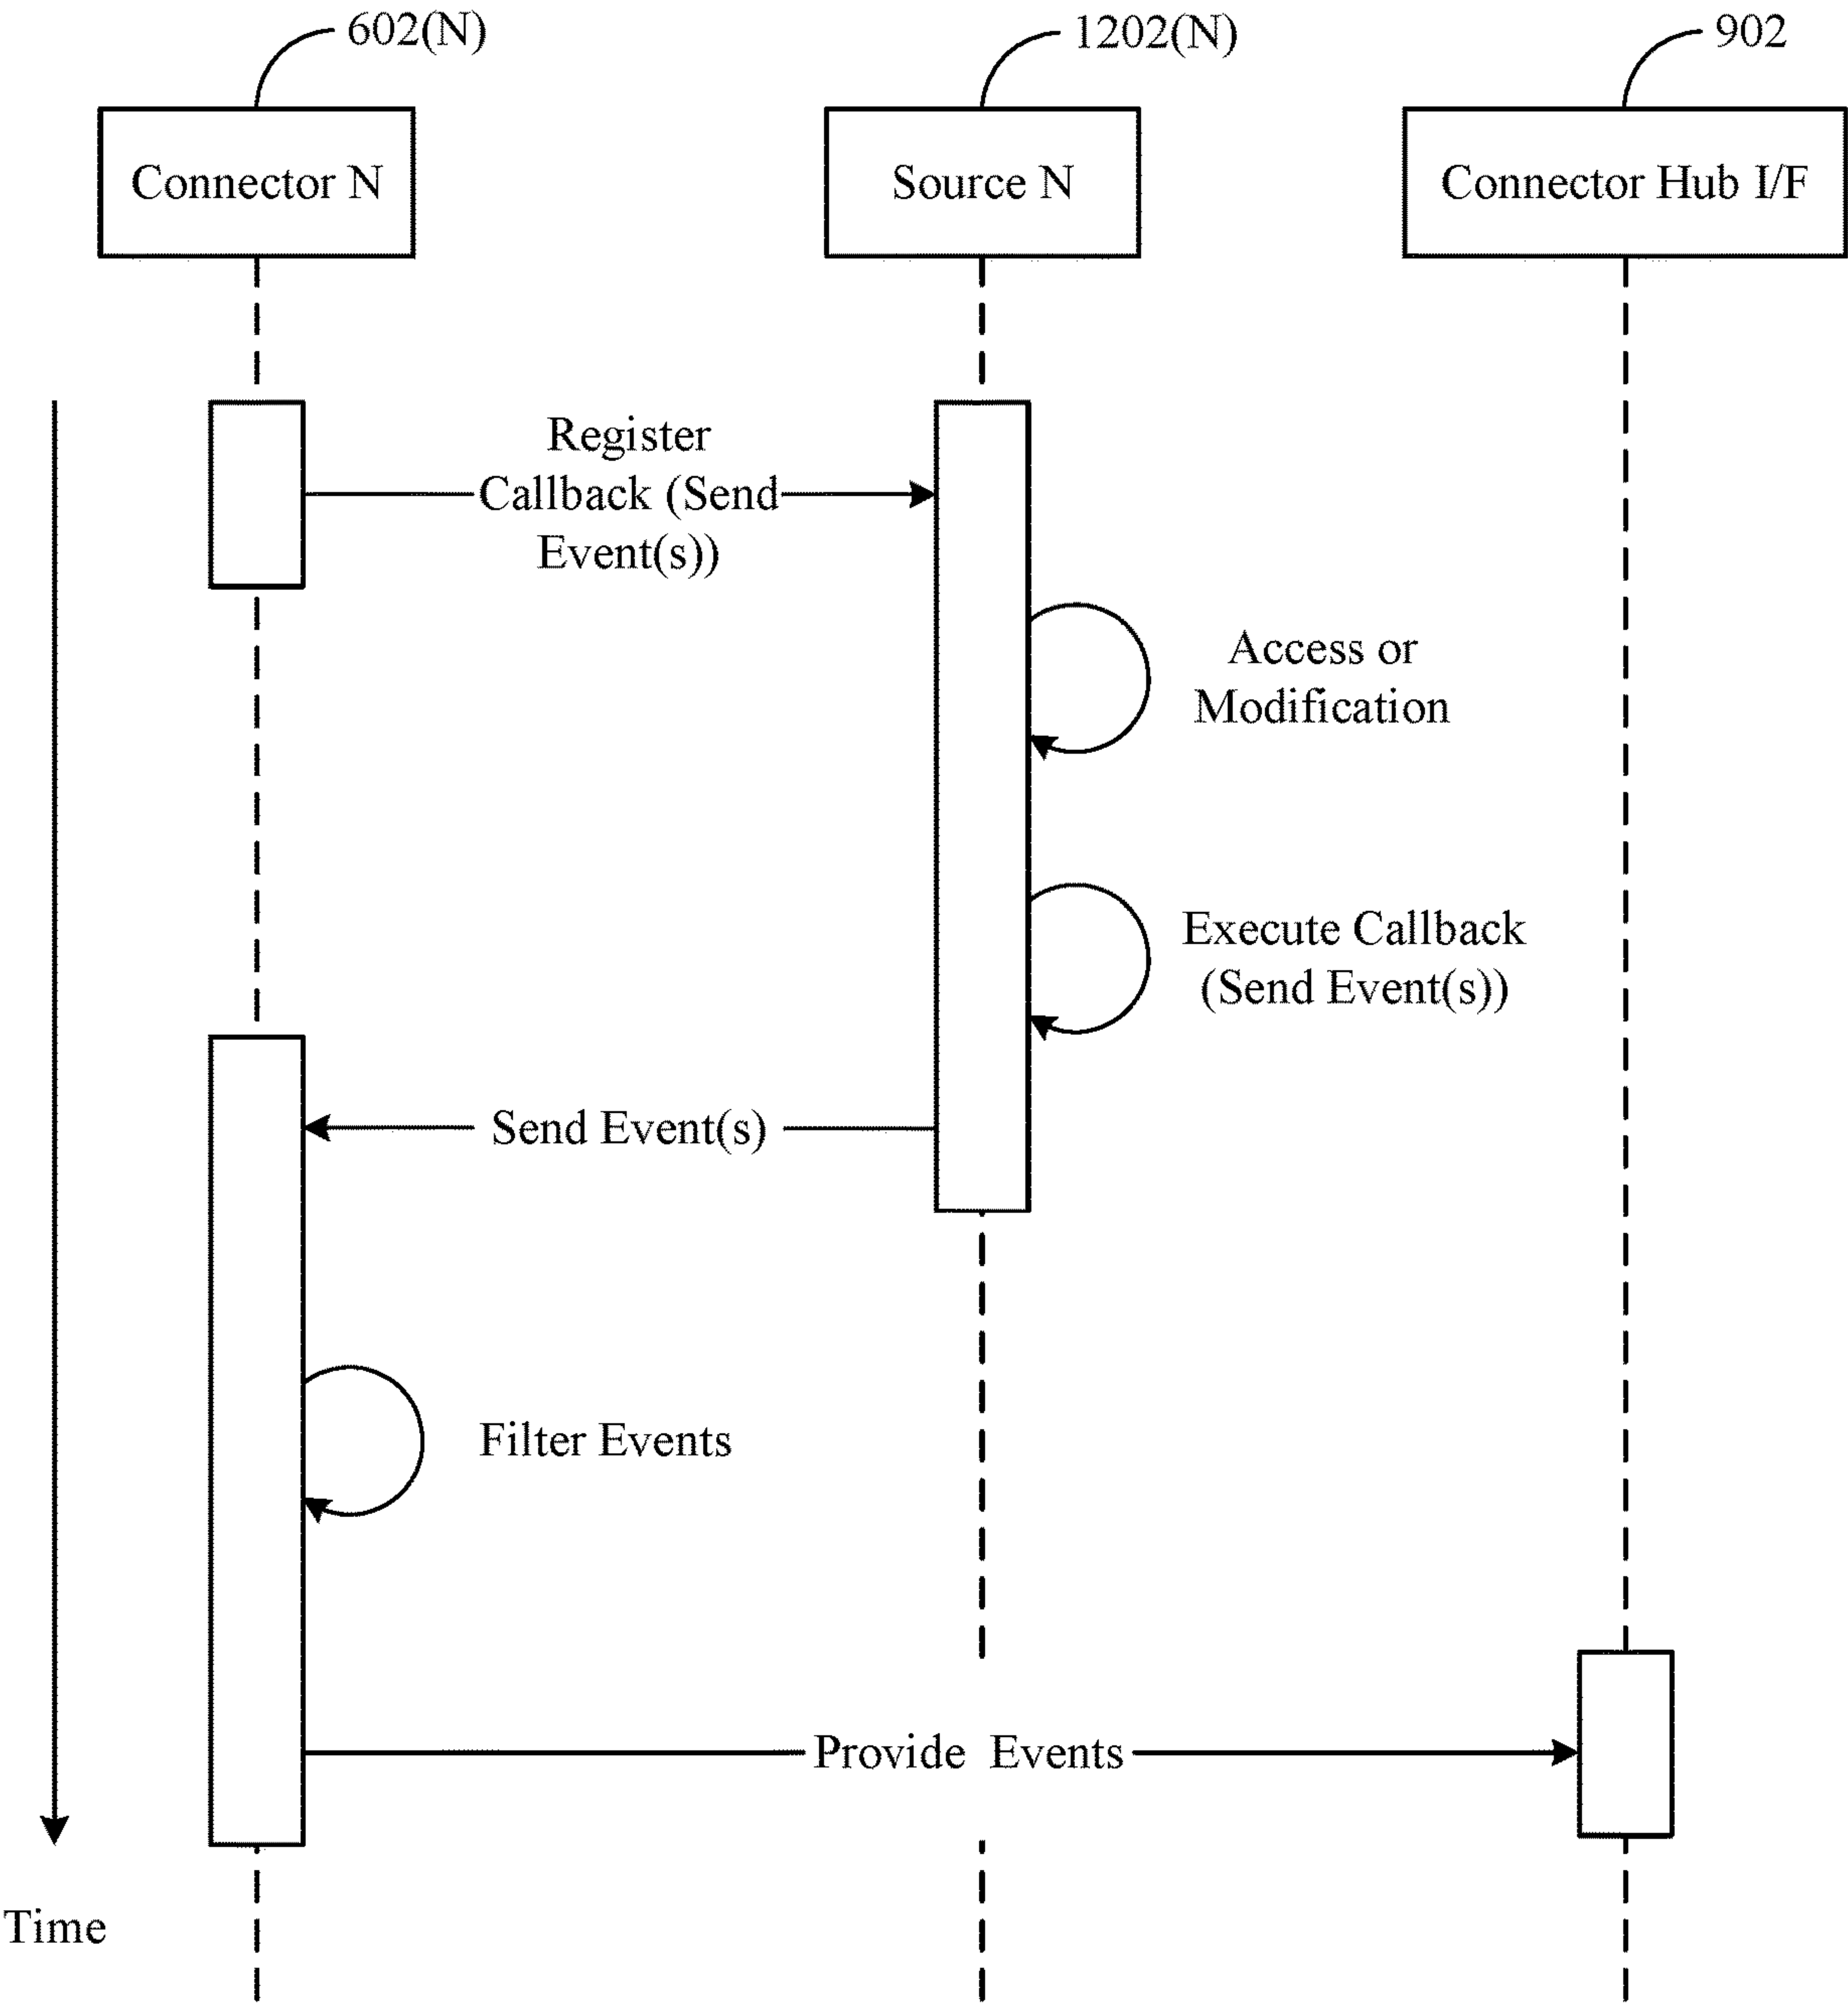 602(N)
1202(N)
902
Connector N
Source N
Connector Hub I/F
Register
Callback (Send
Event(s))
Access or
Modification
Execute Callback
(Send Event(s))
Send Event(s)
Filter Events
Provide Events
Time